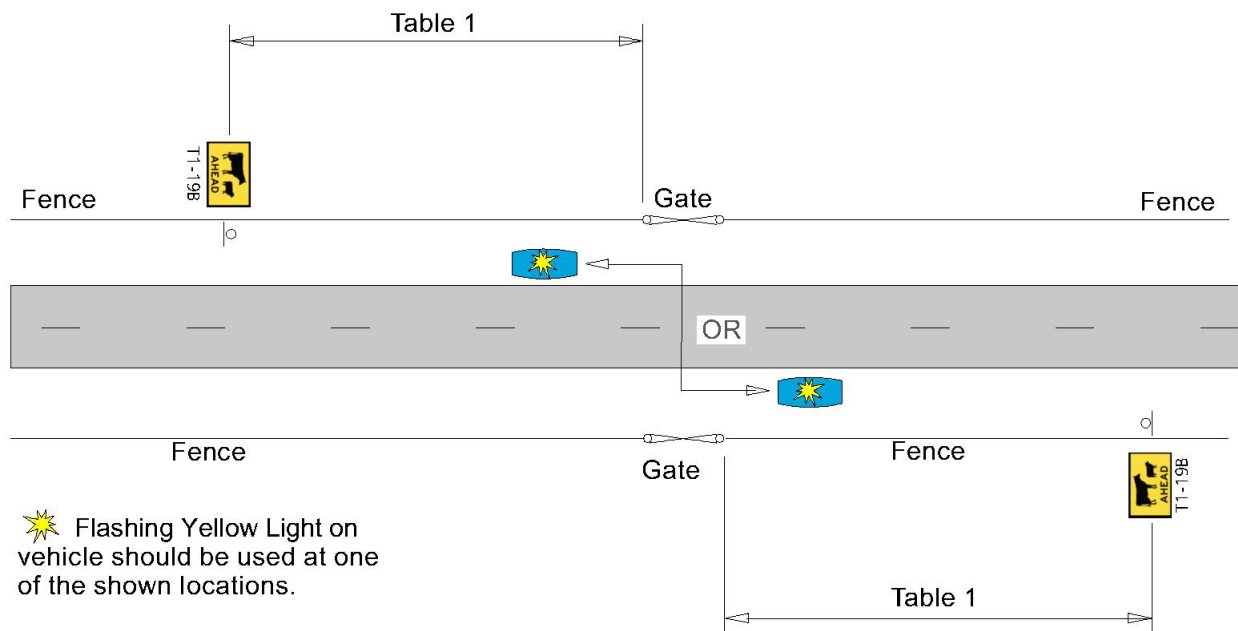 Table 1
T1-19B
AHEAD
Fence
Gate
Fence
OR
Fence
Gate
Fence
AHEAD
T1-19B
Flashing Yellow Light on
vehicle should be used at one
of the shown locations.
Table 1